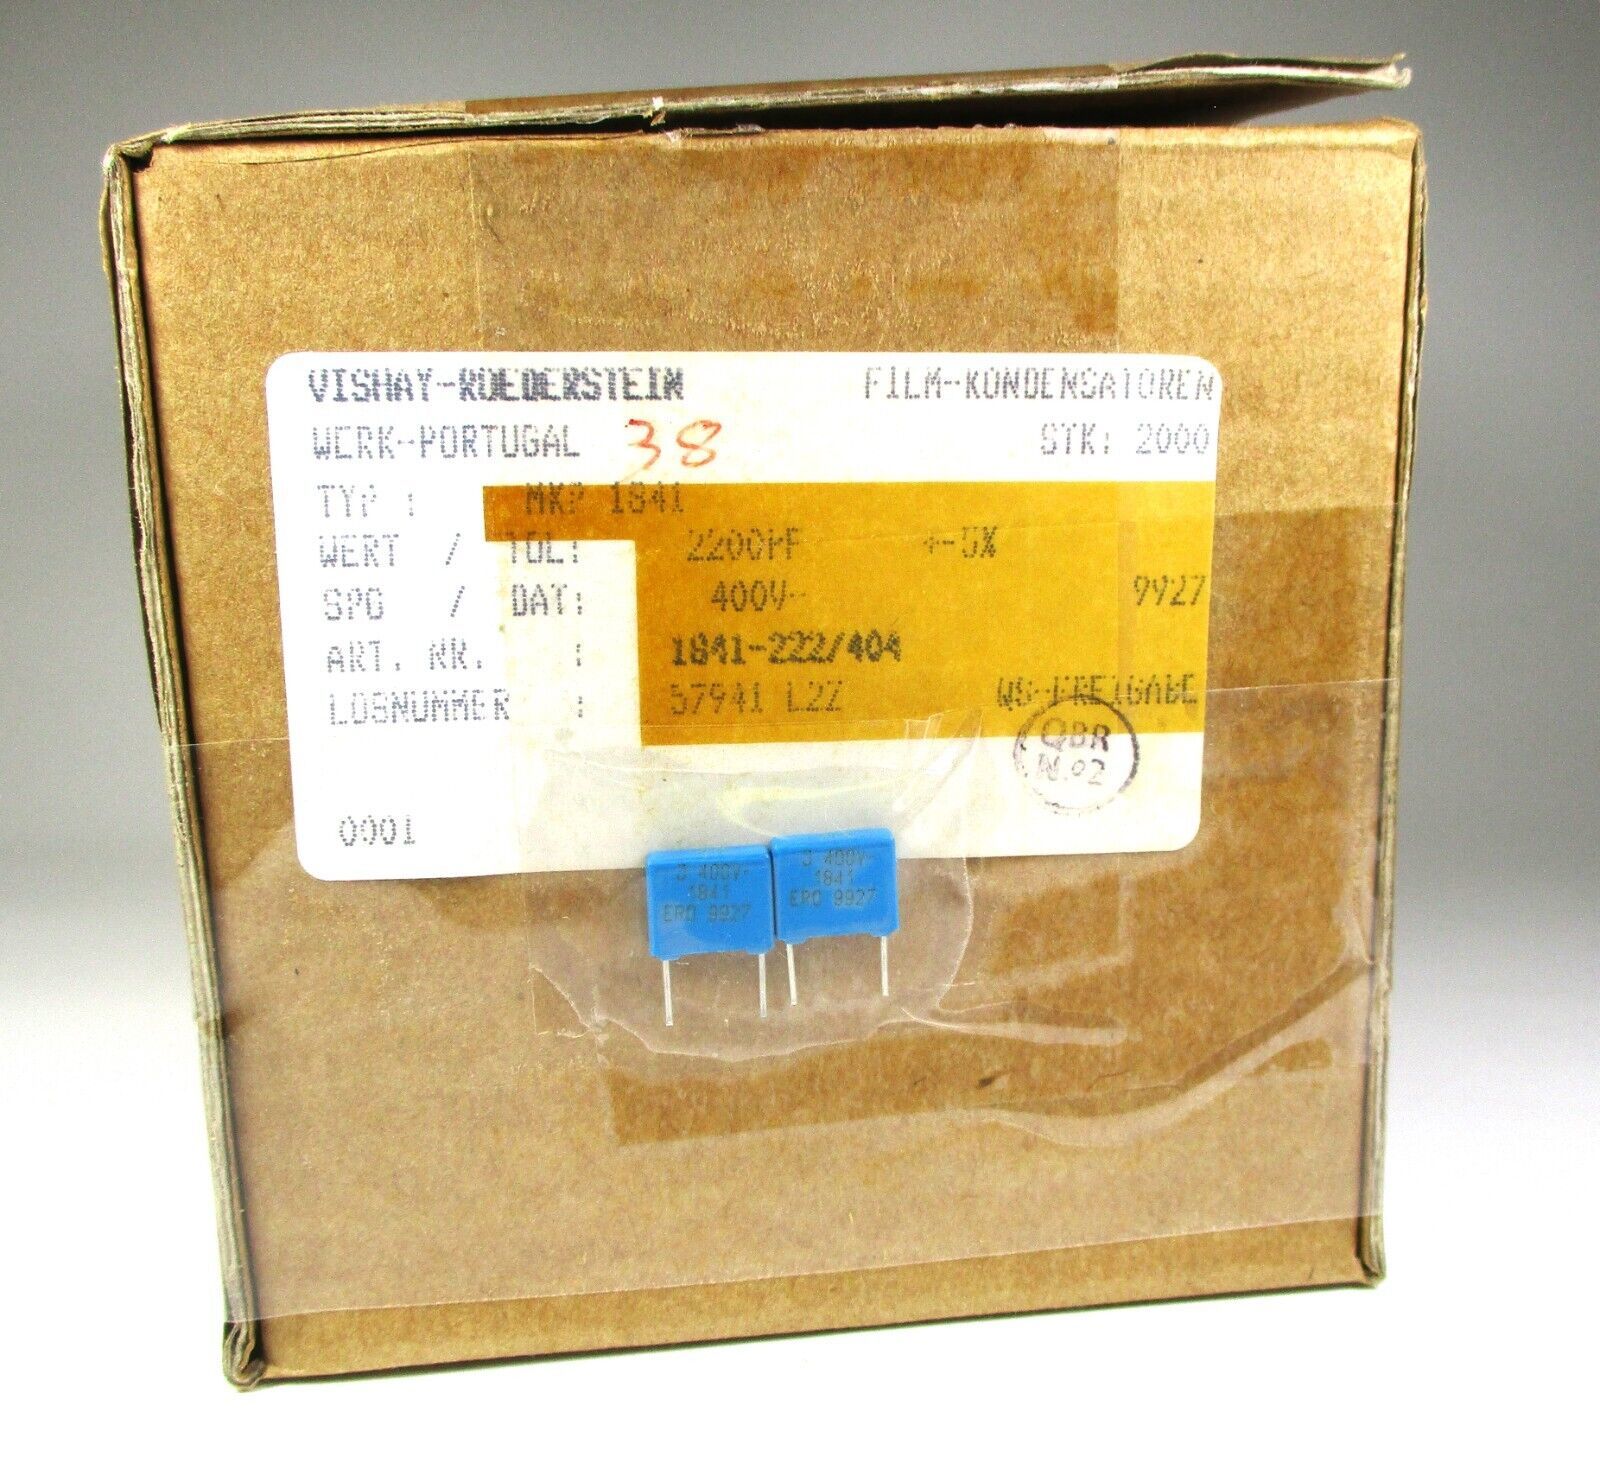 VISHAY-ROEDERSTEIN FILM-KONDENSATOREN
WERK-PORTUGAL 38 STK: 2000
TYP : MKP 1841
WERT / TOL: 2200PF +-5%
SPG / DAT: 400V- 9927
ART. NR. : 1841-222/404
LOSNUMMER : 57941 L2Z QS-FREIGABE
QBR
N.02
0001
J 400V-
1841
ERO 9927
J 400V-
1841
ERO 9927